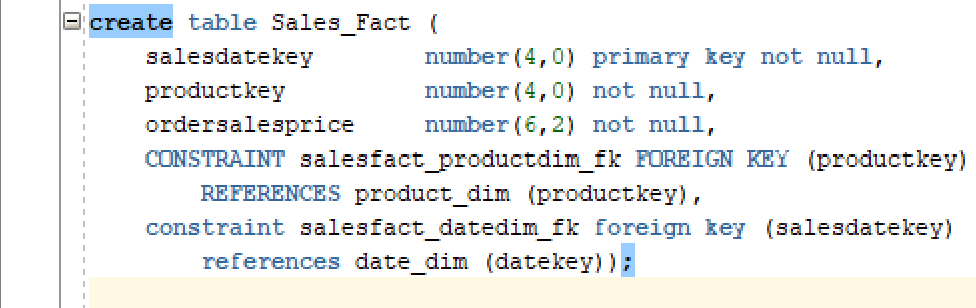 create table Sales_Fact (
salesdatekey number(4,0) primary key not null,
productkey number(4,0) not null,
ordersalesprice number(6,2) not null,
CONSTRAINT salesfact_productdim_fk FOREIGN KEY (productkey)
REFERENCES product_dim (productkey),
constraint salesfact_datedim_fk foreign key (salesdatekey)
references date_dim (datekey));